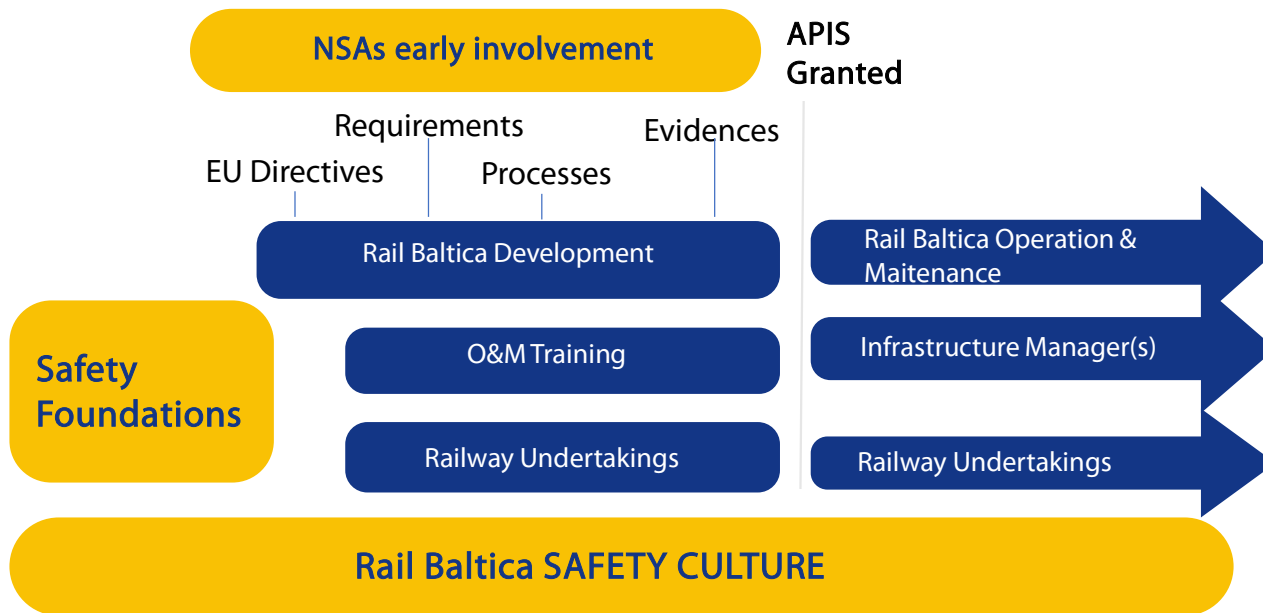 NSAs early involvement
APIS
Granted
Requirements
Evidences
EU Directives
Processes
Rail Baltica Development
Rail Baltica Operation &
Maitenance
Safety
Foundations
O&M Training
Infrastructure Manager(s)
Railway Undertakings
Railway Undertakings
Rail Baltica SAFETY CULTURE